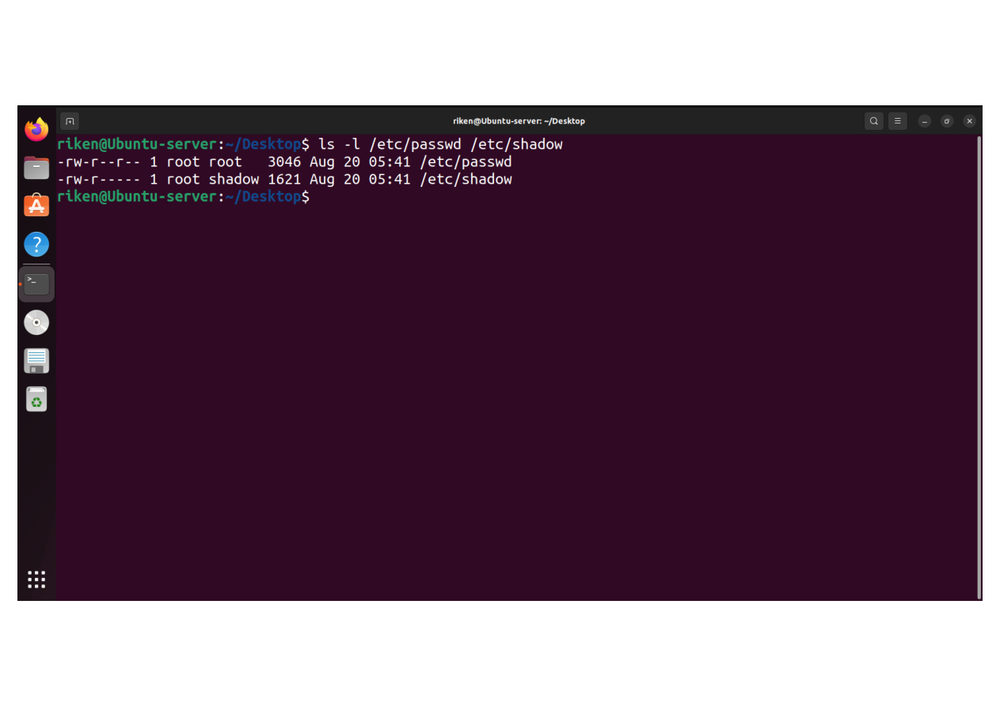 riken@Ubuntu-server: ~/Desktop
riken@Ubuntu-server:~/Desktop$ ls -l /etc/passwd /etc/shadow
-rw-r--r-- 1 root root   3046 Aug 20 05:41 /etc/passwd
-rw-r----- 1 root shadow 1621 Aug 20 05:41 /etc/shadow
riken@Ubuntu-server:~/Desktop$